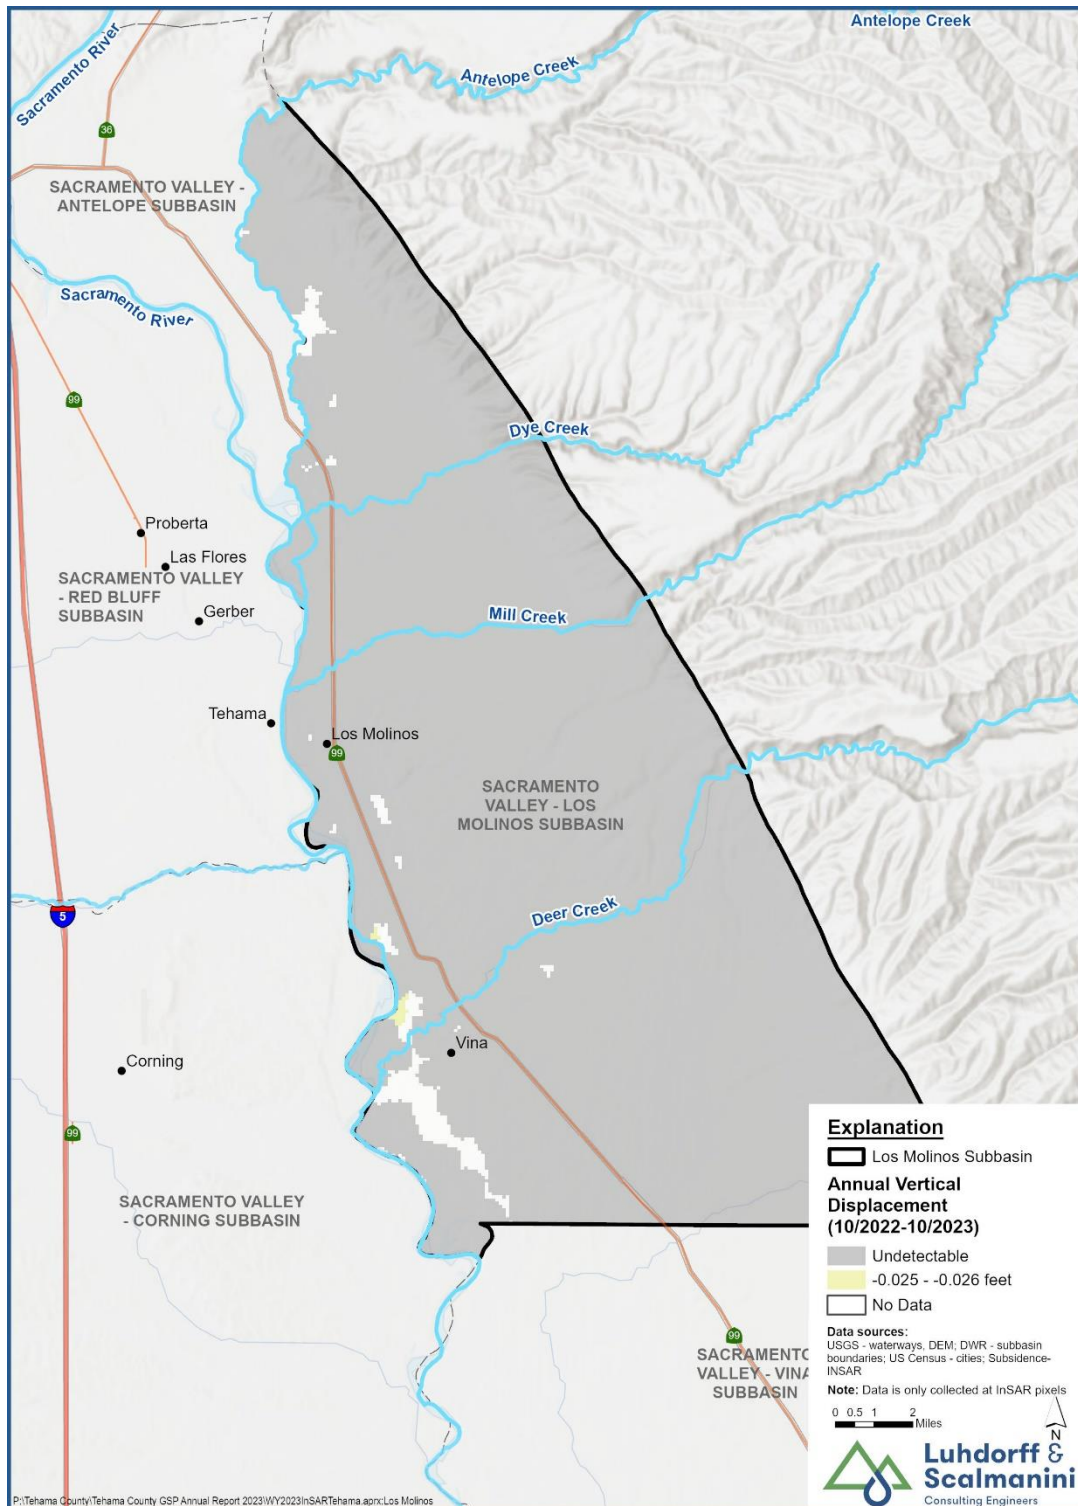 Antelope Creek
Antelope Creek
Sacramento River
36
SACRAMENTO VALLEY -
ANTELOPE SUBBASIN
Sacramento River
99
Dye Creek
Proberta
Las Flores
SACRAMENTO VALLEY
- RED BLUFF
SUBBASIN
Gerber
Mill Creek
Tehama
Los Molinos
99
SACRAMENTO
VALLEY - LOS
MOLINOS SUBBASIN
Deer Creek
5
Vina
Corning
99
SACRAMENTO VALLEY
- CORNING SUBBASIN
99
SACRAMENTO
VALLEY - VINA
SUBBASIN
Explanation
Los Molinos Subbasin
Annual Vertical
Displacement
(10/2022-10/2023)
Undetectable
-0.025 - -0.026 feet
No Data
Data sources:
USGS - waterways, DEM; DWR - subbasin
boundaries; US Census - cities; Subsidence-
INSAR
Note: Data is only collected at InSAR pixels
0 0.5 1 2
Miles
N
Luhdorff &
Scalmanini
Consulting Engineers
P:\Tehama County\Tehama County GSP Annual Report 2023\WY2023InSARTehama.aprx:Los Molinos